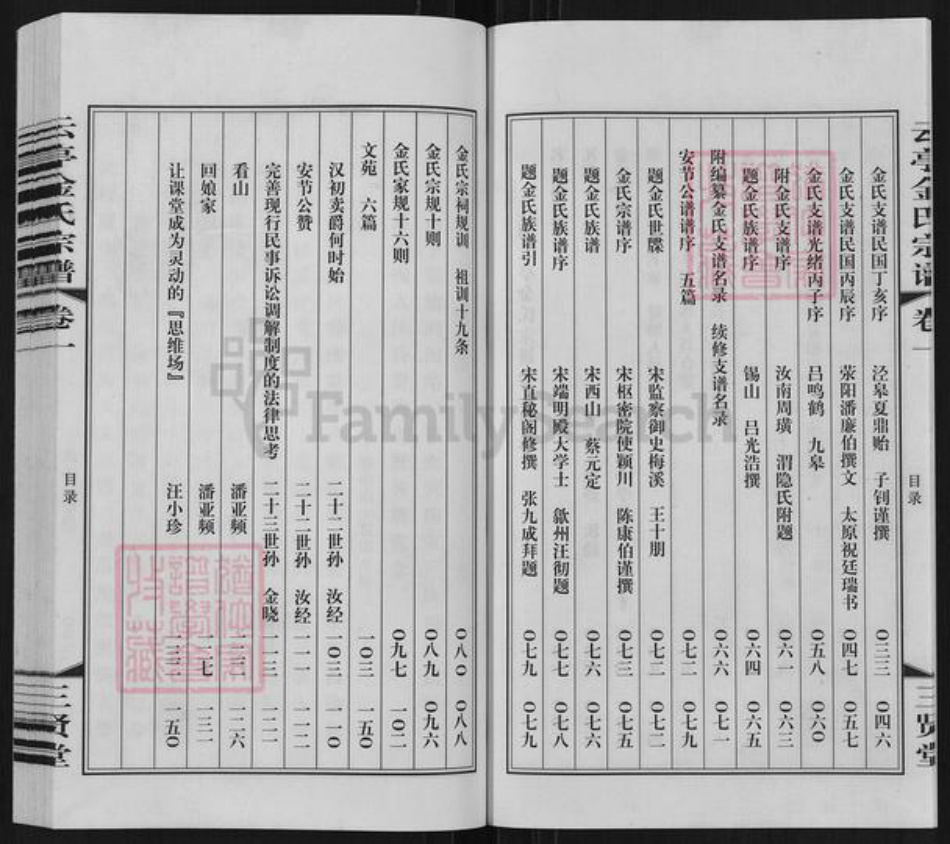 金氏支谱民国丁亥序 泾皋夏鼎贻 子钊谨撰 〇三三 〇四六
金氏支谱民国丙辰序 荥阳潘廉伯撰文 太原祝廷瑞书 〇四七 〇五七
金氏支谱光绪丙子序 吕鸣鹤 九皋 〇五八 〇六〇
附金氏支谱序 汝南周璜 渭隐氏附题 〇六一 〇六三
题金氏族谱序 锡山 吕光浩撰 〇六四 〇六五
附编纂金氏支谱名录 续修支谱名录 〇六六 〇七一
安节公谱谱序 五篇 〇七二 〇七九
题金氏世牒 宋监察御史梅溪 王十朋 〇七二 〇七二
金氏宗谱序 宋枢密院使颖川 陈康伯谨撰 〇七三 〇七五
题金氏族谱 宋西山 蔡元定 〇七六 〇七六
题金氏族谱序 宋端明殿大学士 歙州汪彻题 〇七七 〇七八
题金氏族谱引 宋直秘阁修撰 张九成拜题 〇七九 〇七九
金氏宗祠规训 祖训十九条 〇八〇 〇八八
金氏宗规十则 〇八九 〇九六
金氏家规十六则 〇九七 一〇二
文苑 六篇 一〇三 一五〇
汉初卖爵何时始 二十二世孙 汝经 一〇三 一一〇
安节公赞 二十二世孙 汝经 一一一 一一二
完善现行民事诉讼调解制度的法律思考 二十三世孙 金晓 一一三 一二二
看山 潘亚频 一二六
回娘家 潘亚频 一二七 一三一
让课堂成为灵动的『思维场』 汪小珍 一三二 一五〇
云亭金氏宗谱 卷一
目录
三贤堂
云亭金氏宗谱 卷一
目录
三贤堂
FamilySearch